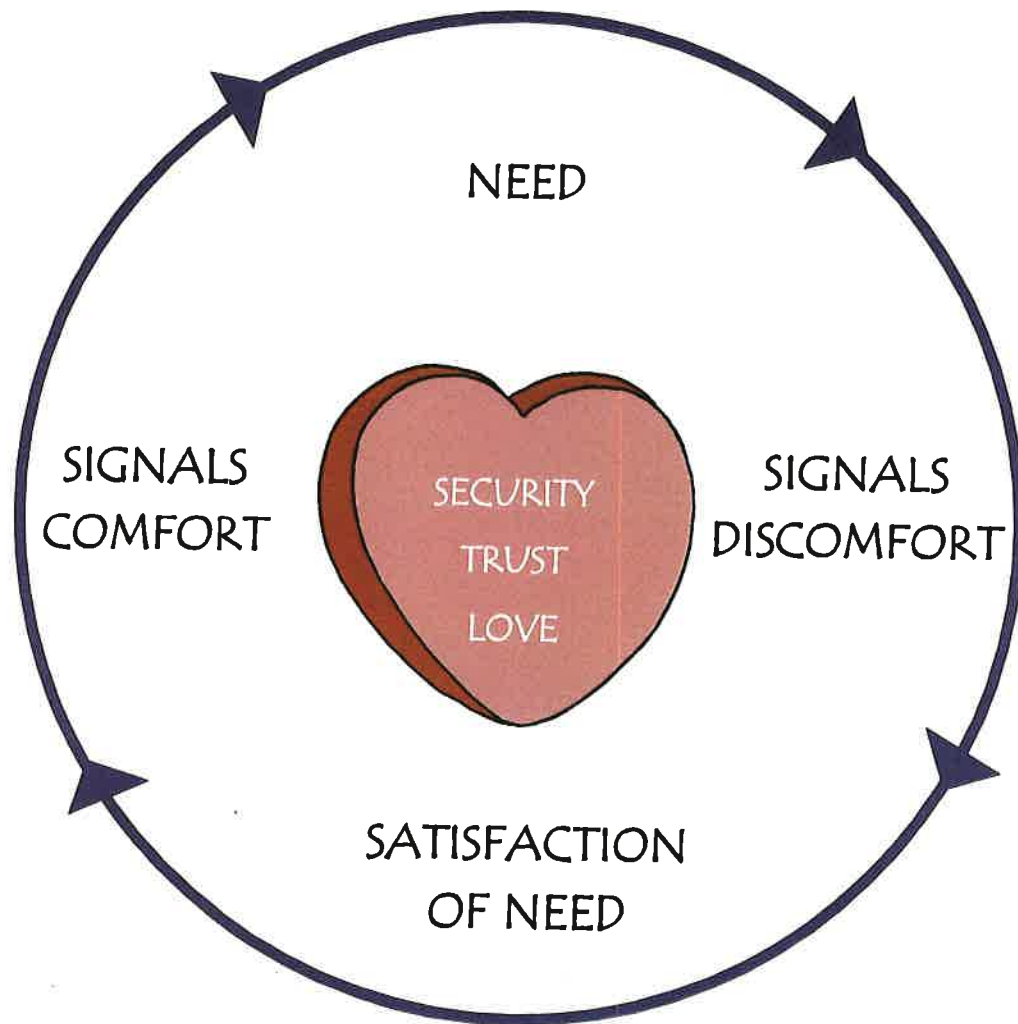 NEED
SIGNALS
COMFORT
SECURITY
TRUST
LOVE
SIGNALS
DISCOMFORT
SATISFACTION
OF NEED